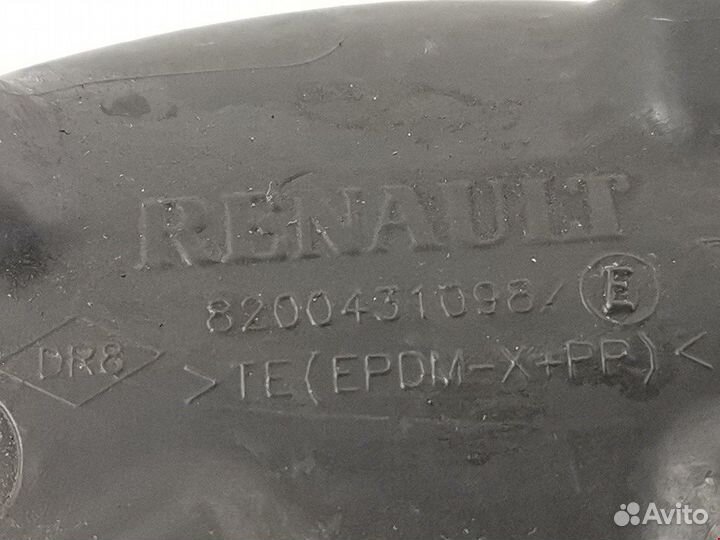 RENAULT
8200431098/ E
DR8
>TE(EPDM-X+PP)<
Avito